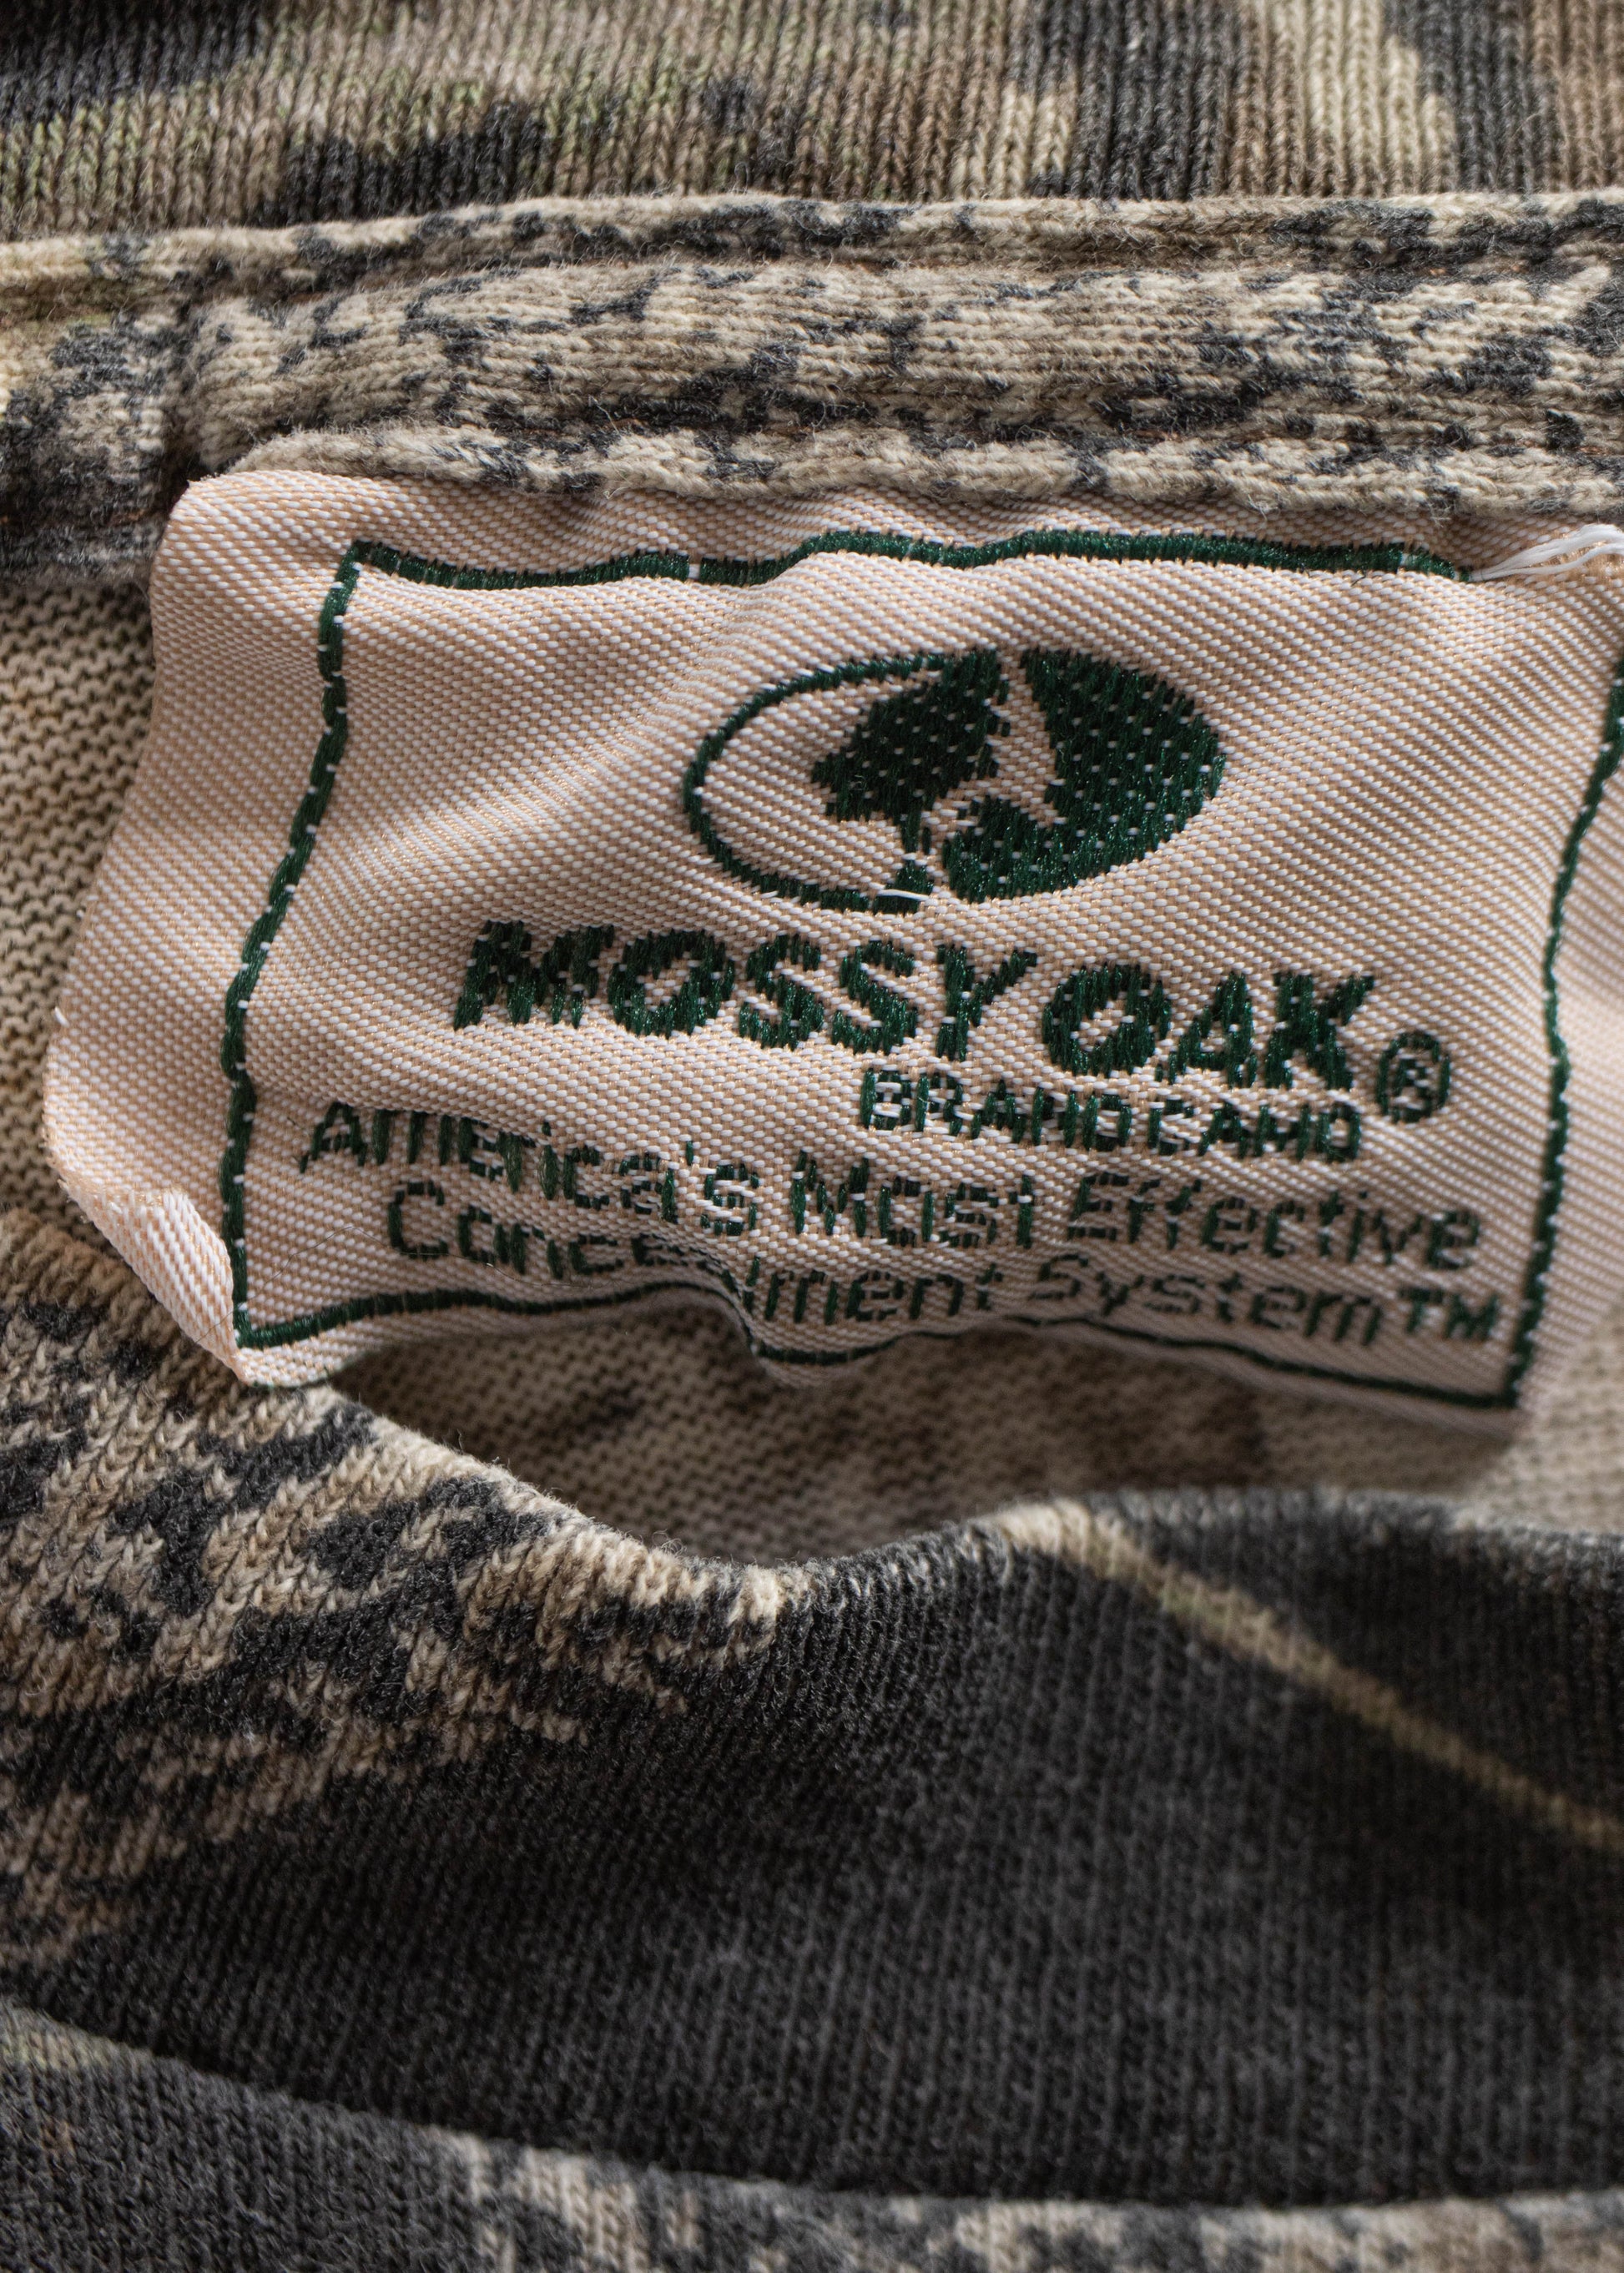 MOSSY OAK®
BRAND CAMO
America's Most Effective
Concealment System™